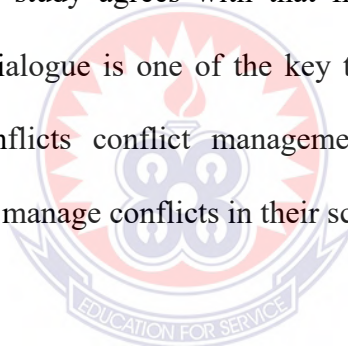 study agrees with that
ialogue is one of the key t
nflicts conflict manageme
manage conflicts in their sc
EDUCATION FOR SERVICE